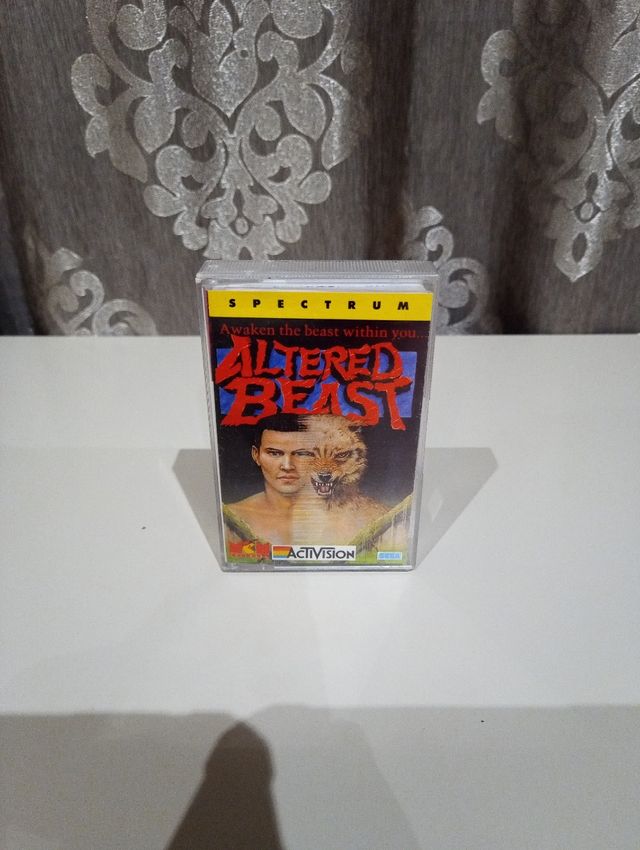 SPECTRUM
Awaken the beast within you...
ALTERED
BEAST
ACTIVISION
SEGA